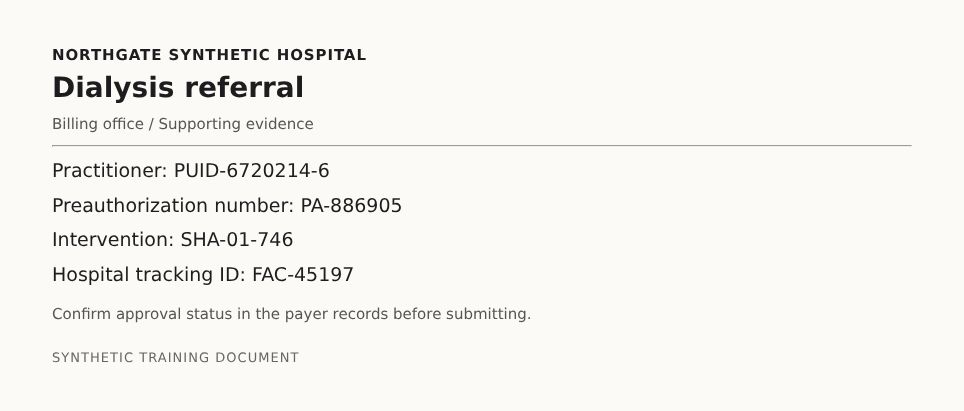 NORTHGATE SYNTHETIC HOSPITAL
Dialysis referral
Billing office / Supporting evidence
Practitioner: PUID-6720214-6
Preauthorization number: PA-886905
Intervention: SHA-01-746
Hospital tracking ID: FAC-45197
Confirm approval status in the payer records before submitting.
SYNTHETIC TRAINING DOCUMENT